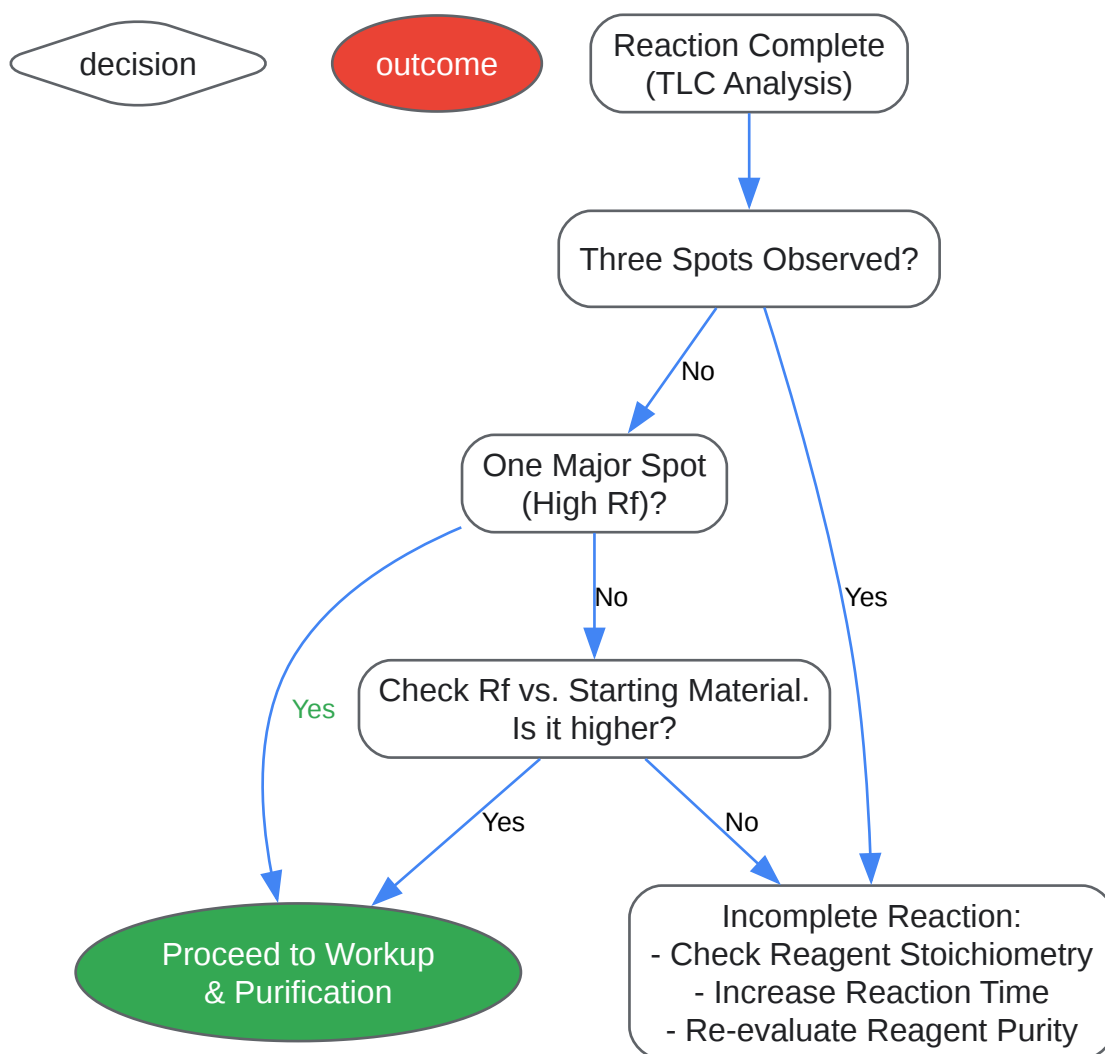 decision
outcome
Reaction Complete
(TLC Analysis)
Three Spots Observed?
No
One Major Spot
(High Rf)?
No
Yes
Check Rf vs. Starting Material.
Is it higher?
Yes
Yes
No
Proceed to Workup
& Purification
Incomplete Reaction:
- Check Reagent Stoichiometry
- Increase Reaction Time
- Re-evaluate Reagent Purity